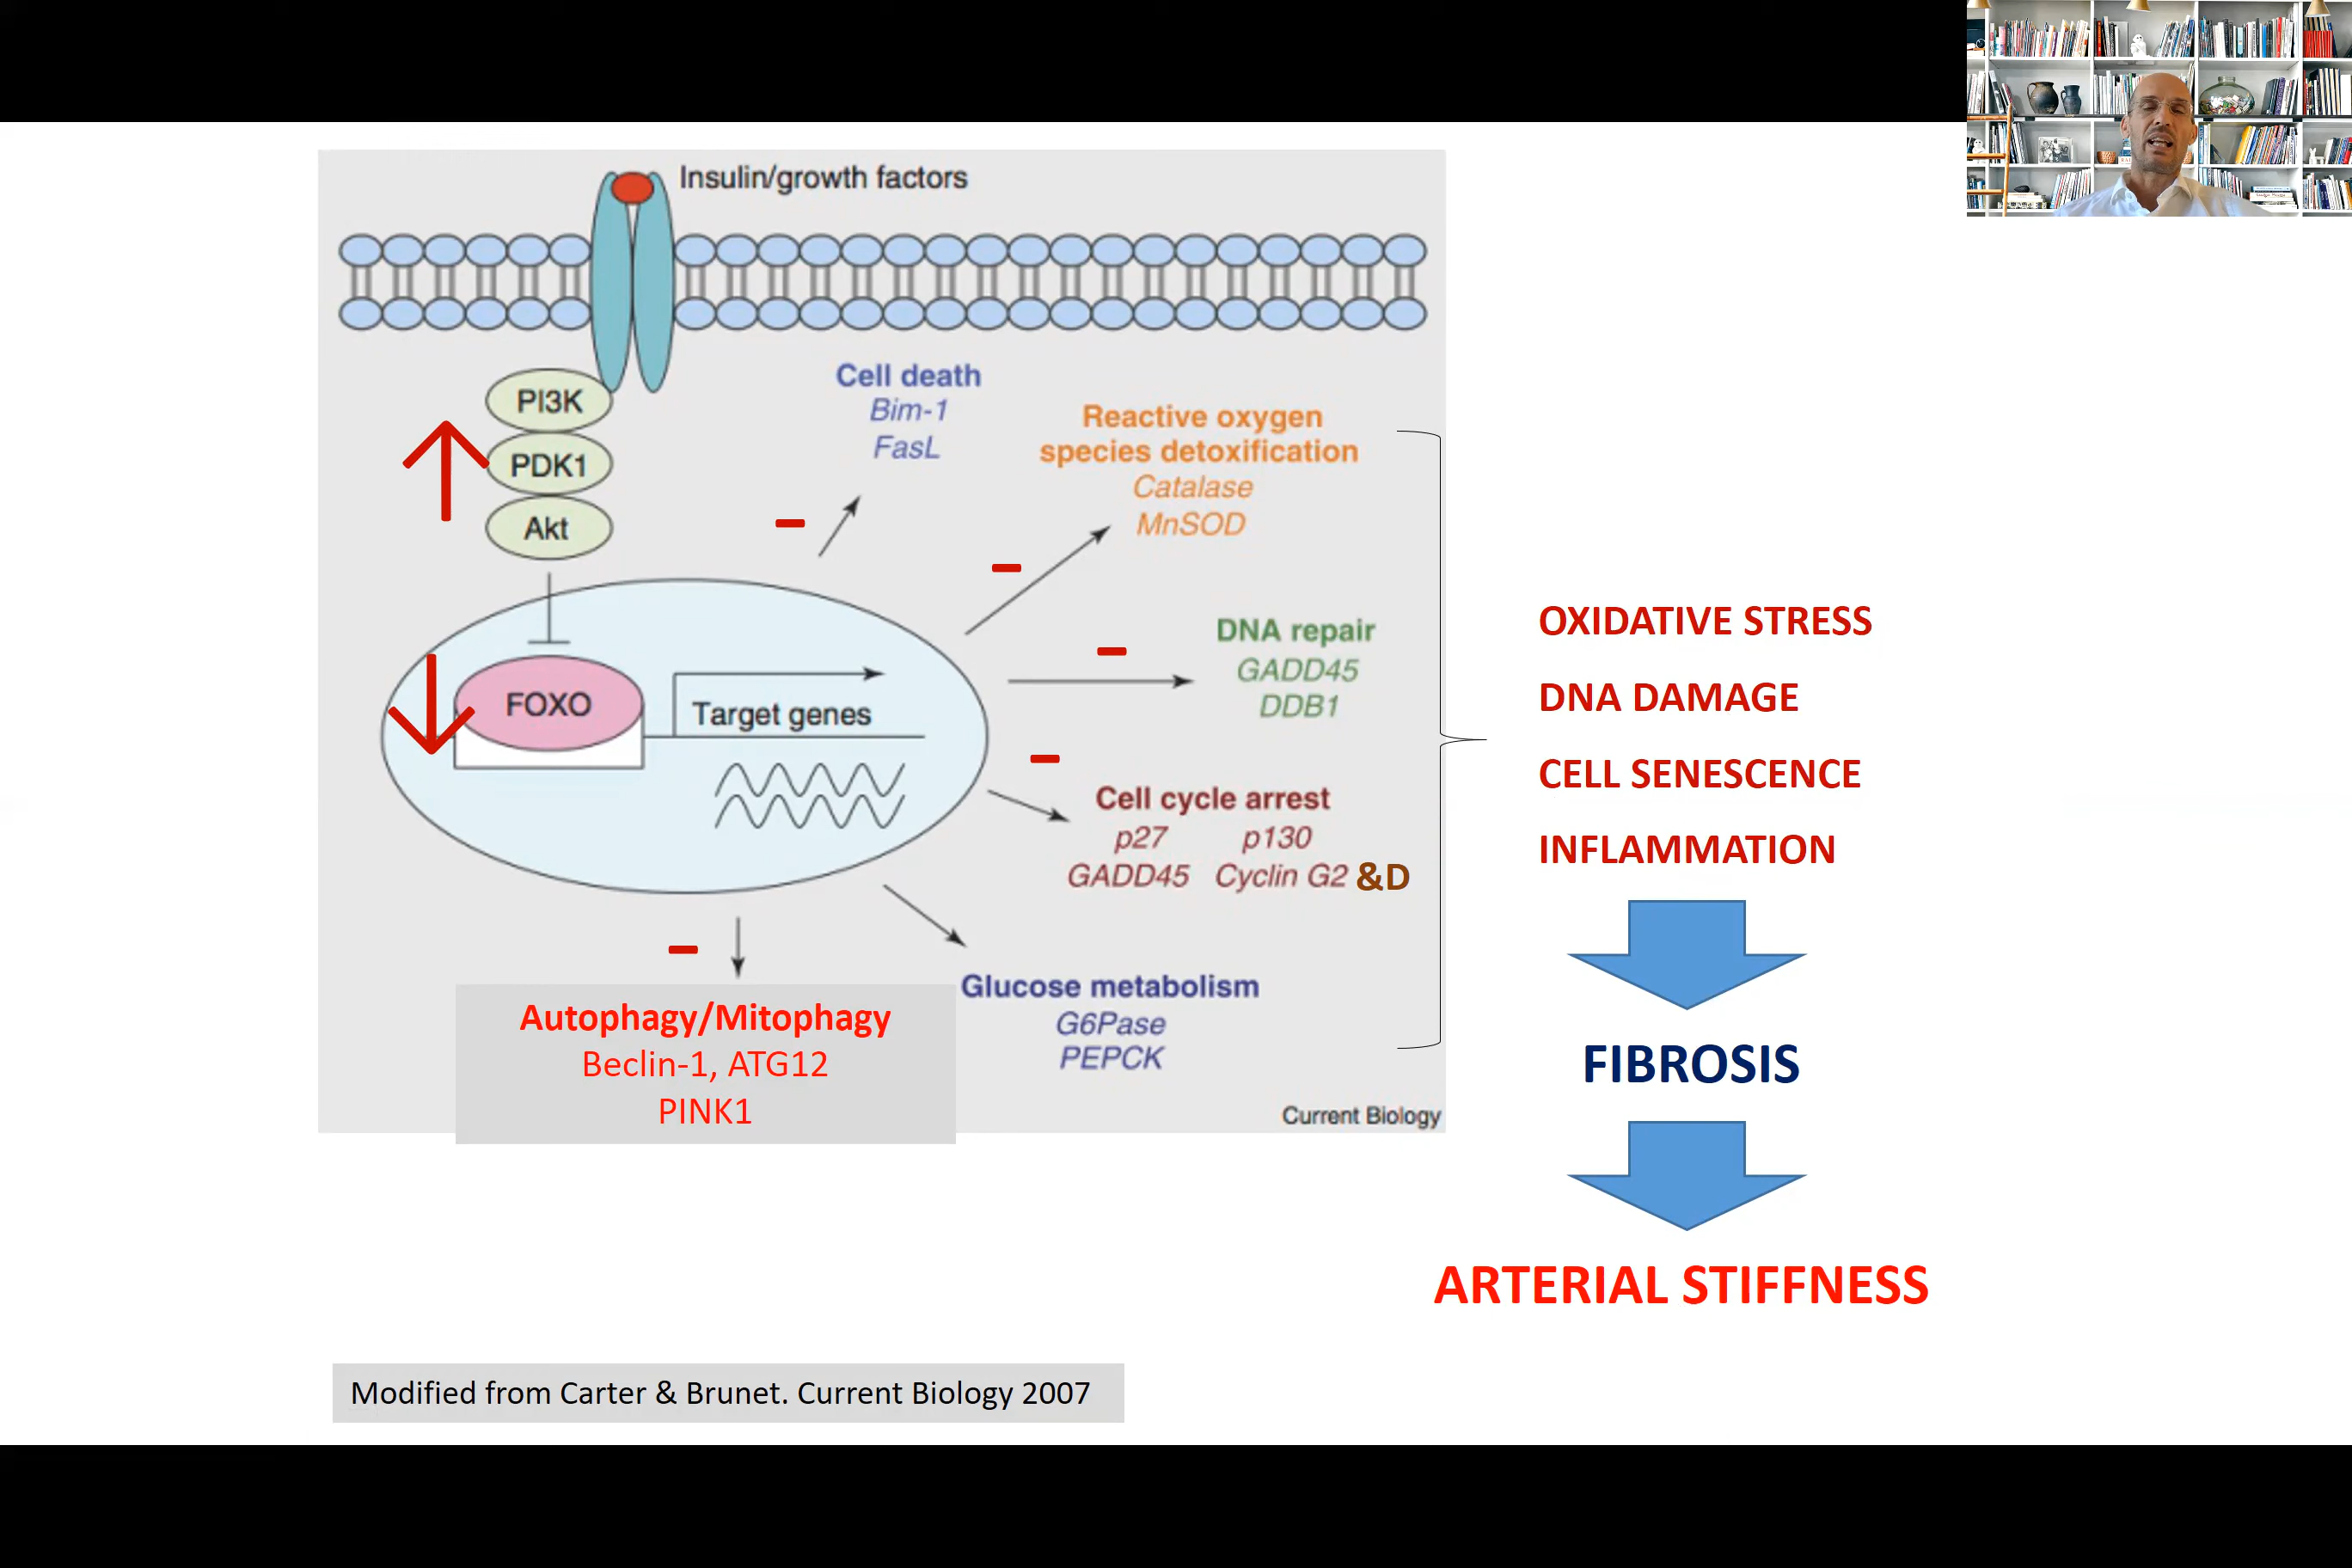 Insulin/growth factors
PI3K
PDK1
Akt
FOXO
Target genes
Cell death
Bim-1
FasL
Reactive oxygen
species detoxification
Catalase
MnSOD
DNA repair
GADD45
DDB1
Cell cycle arrest
p27 p130
GADD45 Cyclin G2 &D
Glucose metabolism
G6Pase
PEPCK
Autophagy/Mitophagy
Beclin-1, ATG12
PINK1
Current Biology
OXIDATIVE STRESS
DNA DAMAGE
CELL SENESCENCE
INFLAMMATION
FIBROSIS
ARTERIAL STIFFNESS
Modified from Carter & Brunet. Current Biology 2007